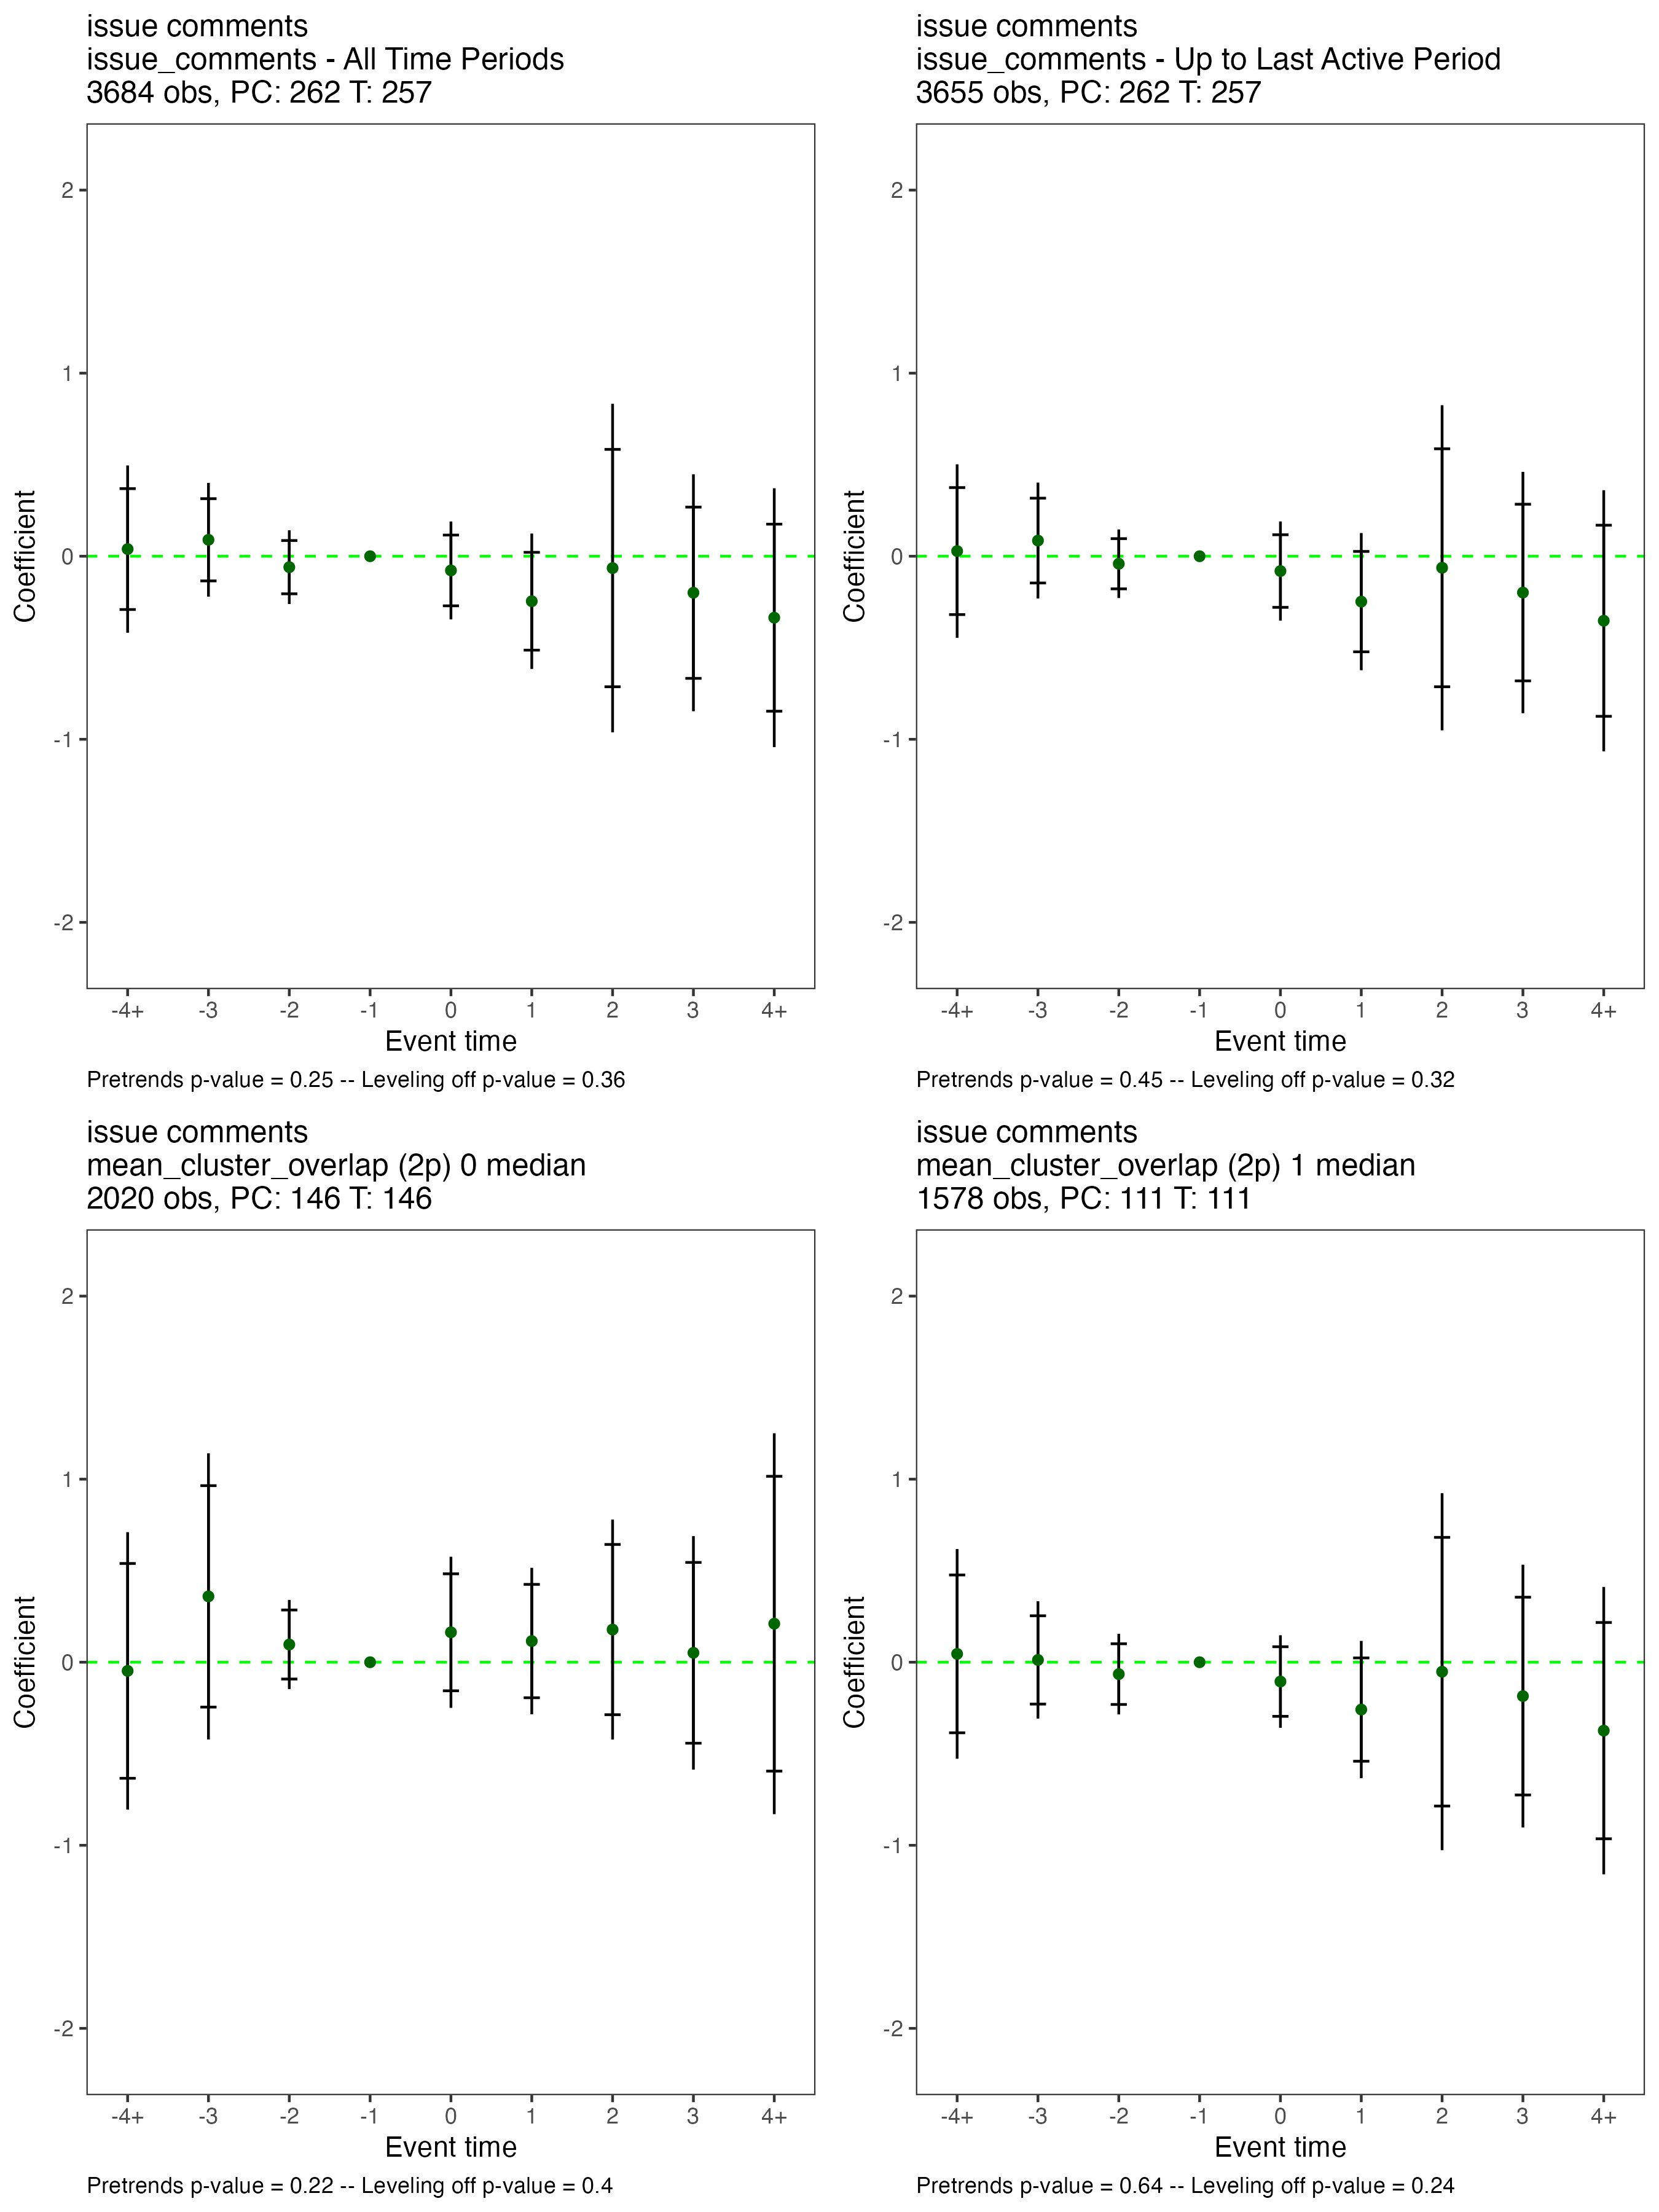 issue comments
issue_comments - All Time Periods
3684 obs, PC: 262 T: 257
2
1
0
-1
-2
Coefficient
-4+ -3 -2 -1 0 1 2 3 4+
Event time
Pretrends p-value = 0.25 -- Leveling off p-value = 0.36
issue comments
issue_comments - Up to Last Active Period
3655 obs, PC: 262 T: 257
2
1
0
-1
-2
Coefficient
-4+ -3 -2 -1 0 1 2 3 4+
Event time
Pretrends p-value = 0.45 -- Leveling off p-value = 0.32
issue comments
mean_cluster_overlap (2p) 0 median
2020 obs, PC: 146 T: 146
2
1
0
-1
-2
Coefficient
-4+ -3 -2 -1 0 1 2 3 4+
Event time
Pretrends p-value = 0.22 -- Leveling off p-value = 0.4
issue comments
mean_cluster_overlap (2p) 1 median
1578 obs, PC: 111 T: 111
2
1
0
-1
-2
Coefficient
-4+ -3 -2 -1 0 1 2 3 4+
Event time
Pretrends p-value = 0.64 -- Leveling off p-value = 0.24